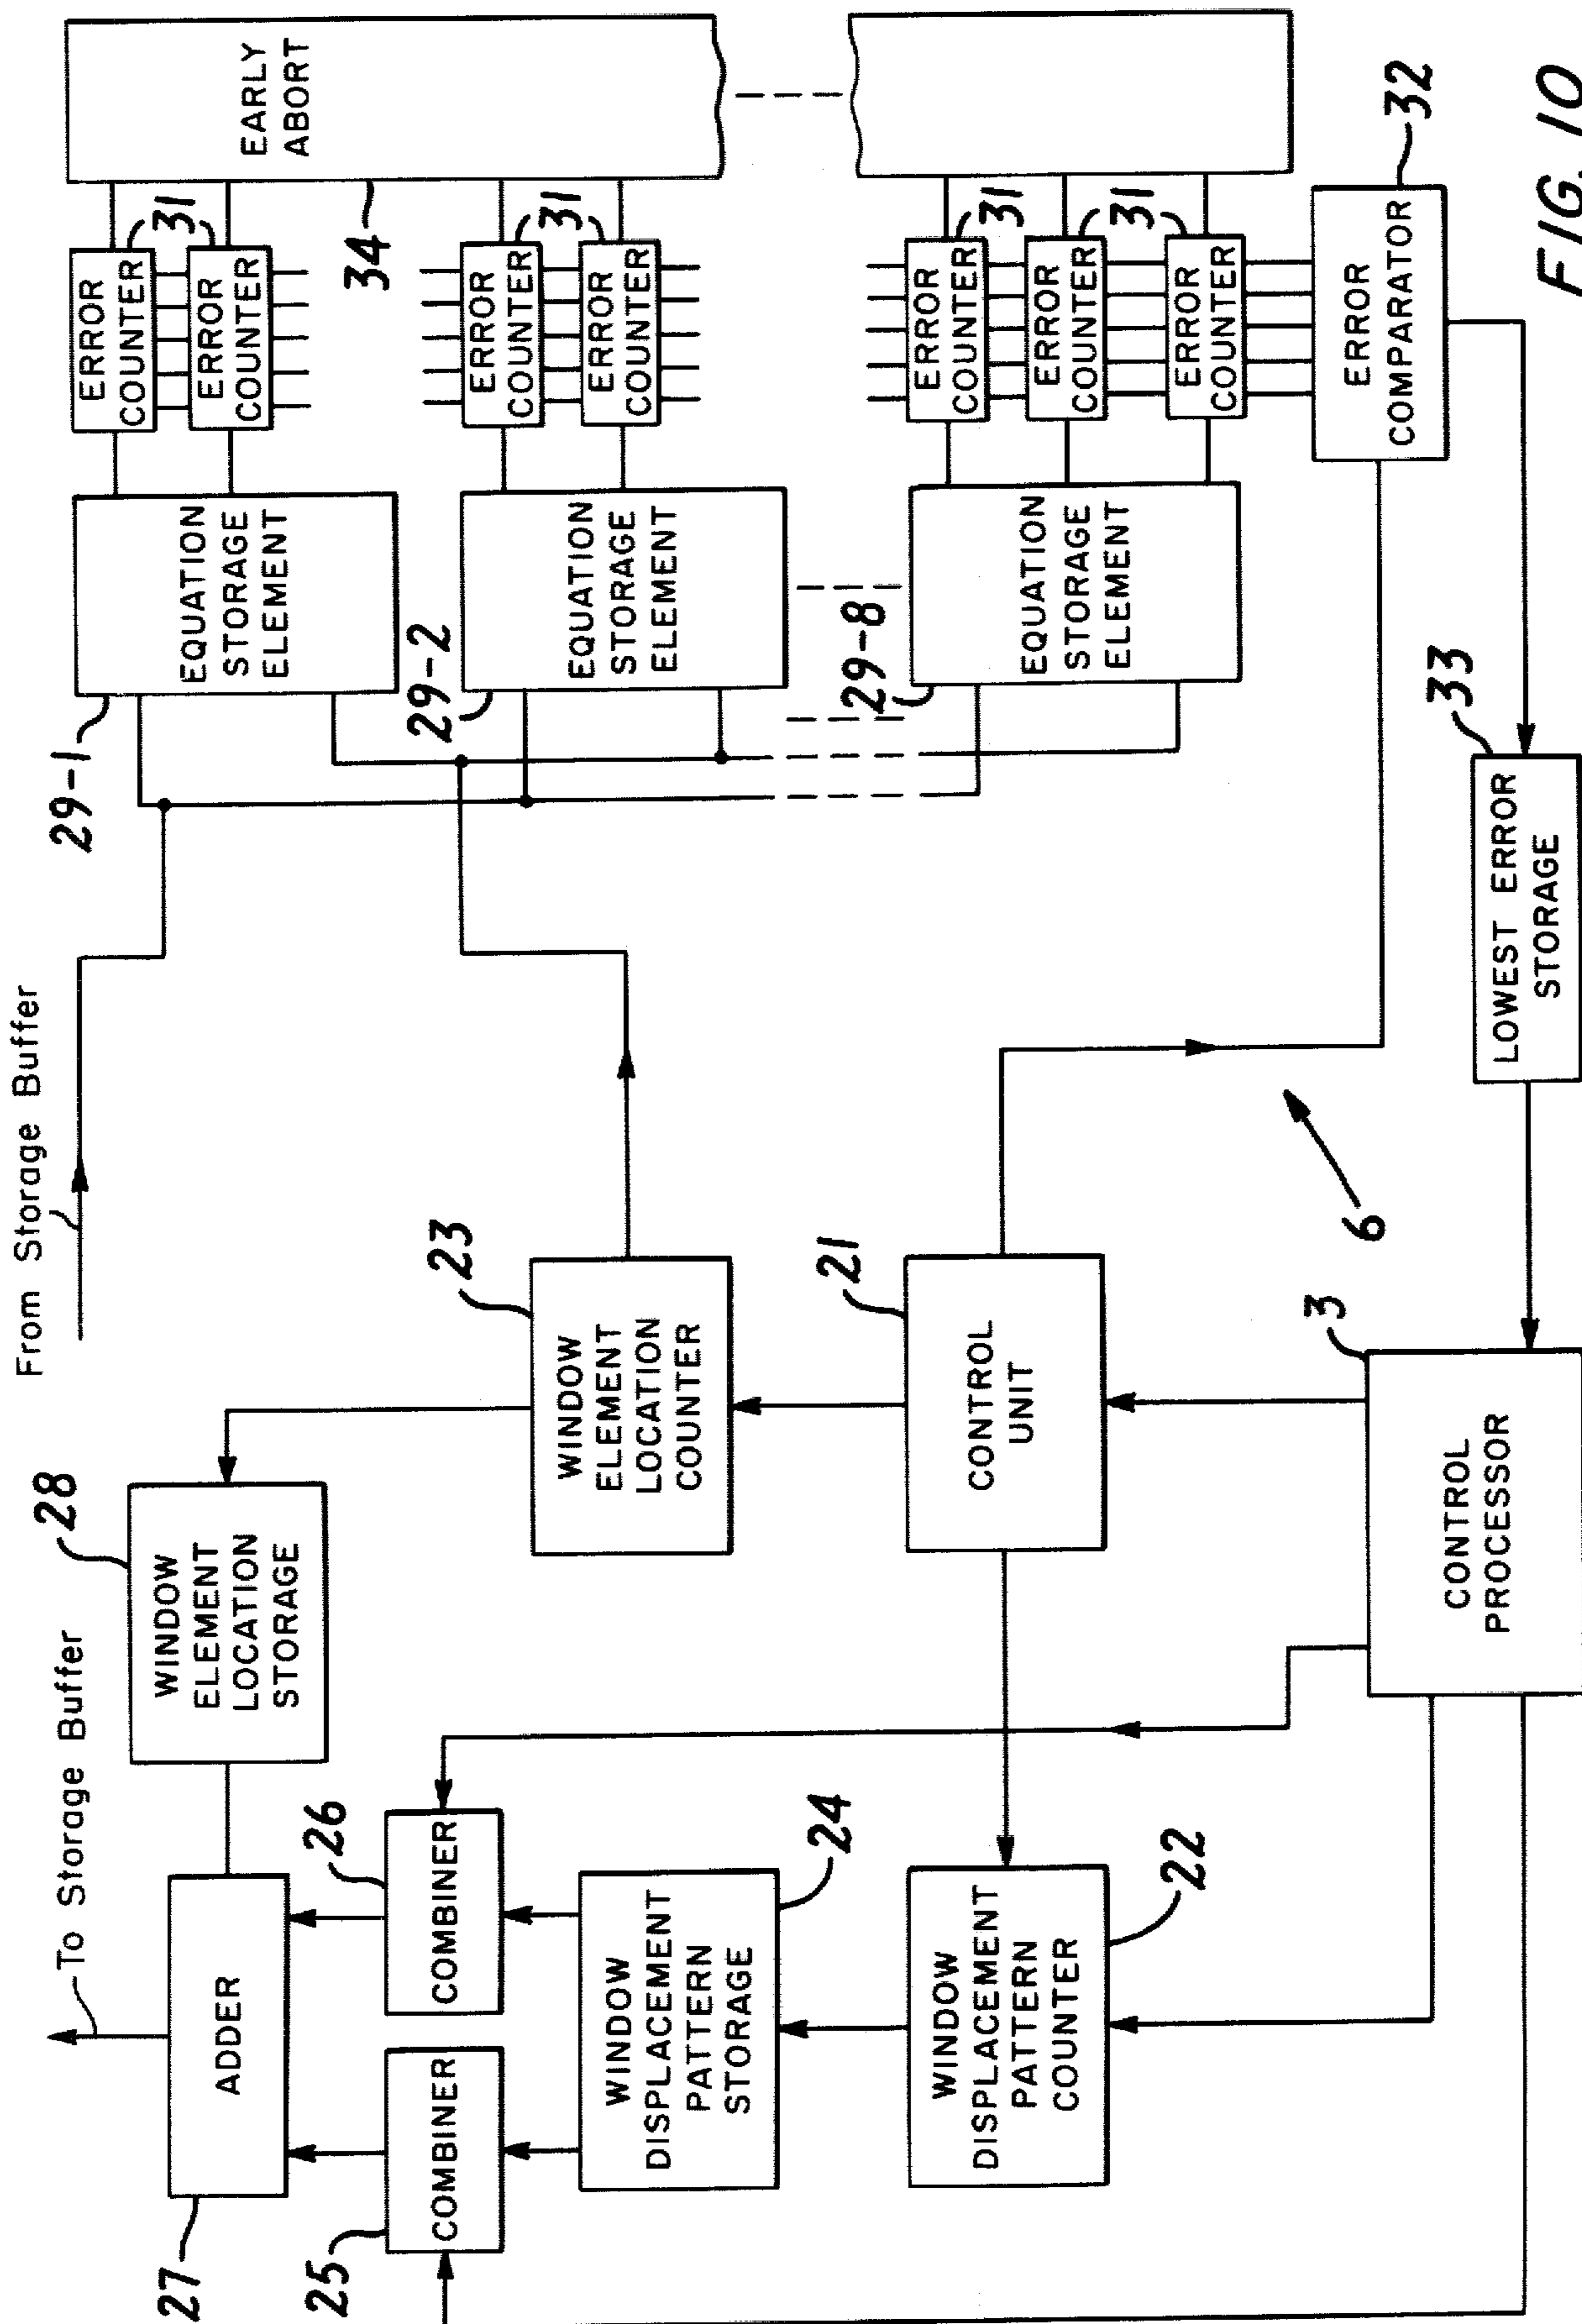 To Storage Buffer
From Storage Buffer
27
ADDER
28
WINDOW
ELEMENT
LOCATION
STORAGE
25
COMBINER
26
COMBINER
WINDOW
DISPLACEMENT
PATTERN
STORAGE
24
WINDOW
ELEMENT
LOCATION
COUNTER
23
WINDOW
DISPLACEMENT
PATTERN
COUNTER
22
CONTROL
UNIT
21
CONTROL
PROCESSOR
3
6
29-1
EQUATION
STORAGE
ELEMENT
29-2
EQUATION
STORAGE
ELEMENT
29-8
EQUATION
STORAGE
ELEMENT
ERROR
COUNTER
31
ERROR
COUNTER
ERROR
COUNTER
31
ERROR
COUNTER
ERROR
COUNTER
31
ERROR
COUNTER
31
ERROR
COUNTER
34
EARLY
ABORT
ERROR
COMPARATOR
32
33
LOWEST ERROR
STORAGE
FIG. 10